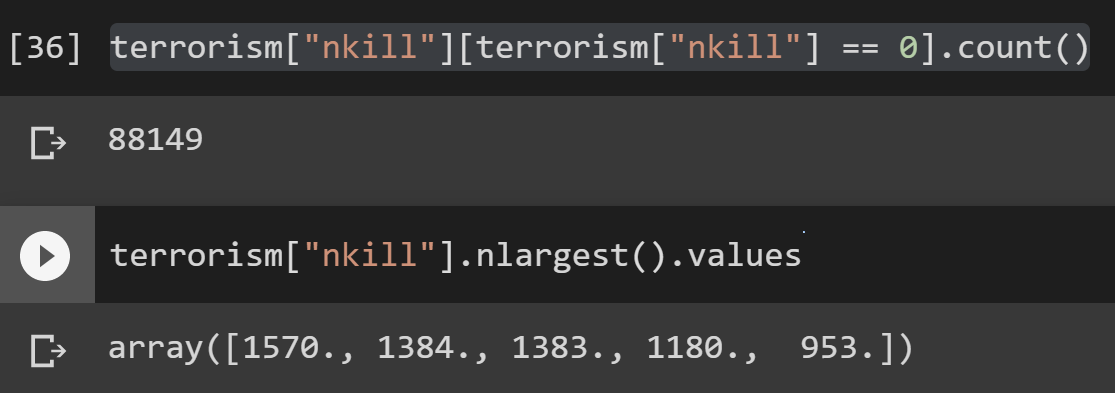 [36] terrorism["nkill"][terrorism["nkill"] == 0].count()
88149
terrorism["nkill"].nlargest().values
array([1570., 1384., 1383., 1180.,  953.])